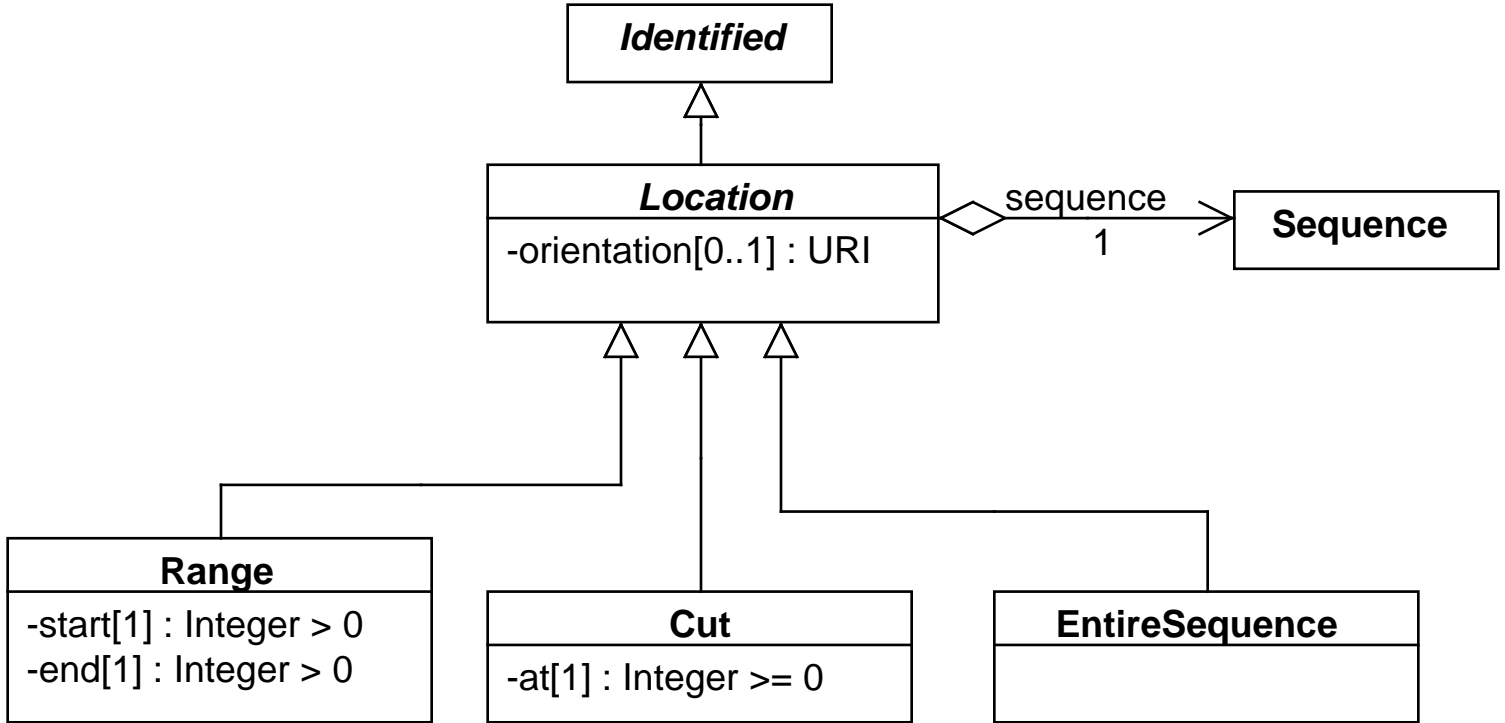 Identified
Location
-orientation[0..1] : URI
sequence
1
Sequence
Range
-start[1] : Integer > 0
-end[1] : Integer > 0
Cut
-at[1] : Integer >= 0
EntireSequence